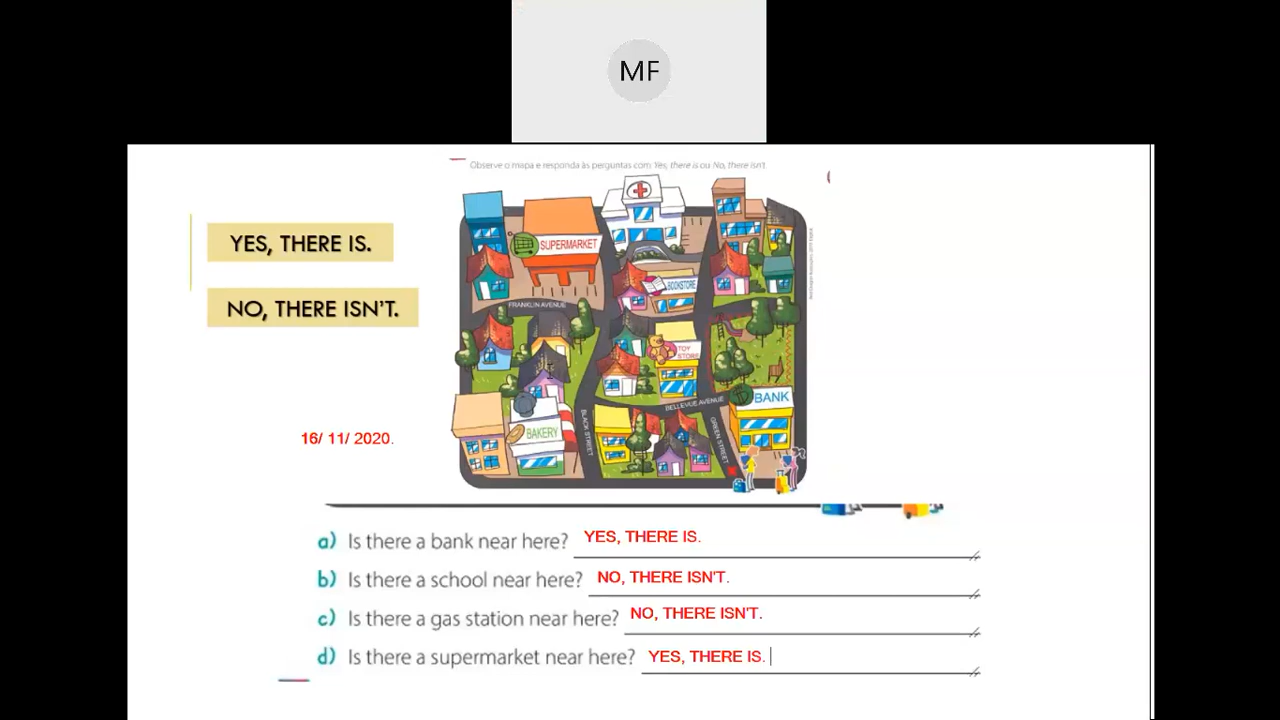 MF
Observe o mapa e responda às perguntas com Yes, there is ou No, there isn't.
YES, THERE IS.
NO, THERE ISN'T.
SUPERMARKET
BOOKSTORE
FRANKLIN AVENUE
TOY
STORE
BANK
BELLEVUE AVENUE
BLACK STREET
GREEN STREET
BAKERY
16/ 11/ 2020.
a) Is there a bank near here? YES, THERE IS.
b) Is there a school near here? NO, THERE ISN'T.
c) Is there a gas station near here? NO, THERE ISN'T.
d) Is there a supermarket near here? YES, THERE IS.